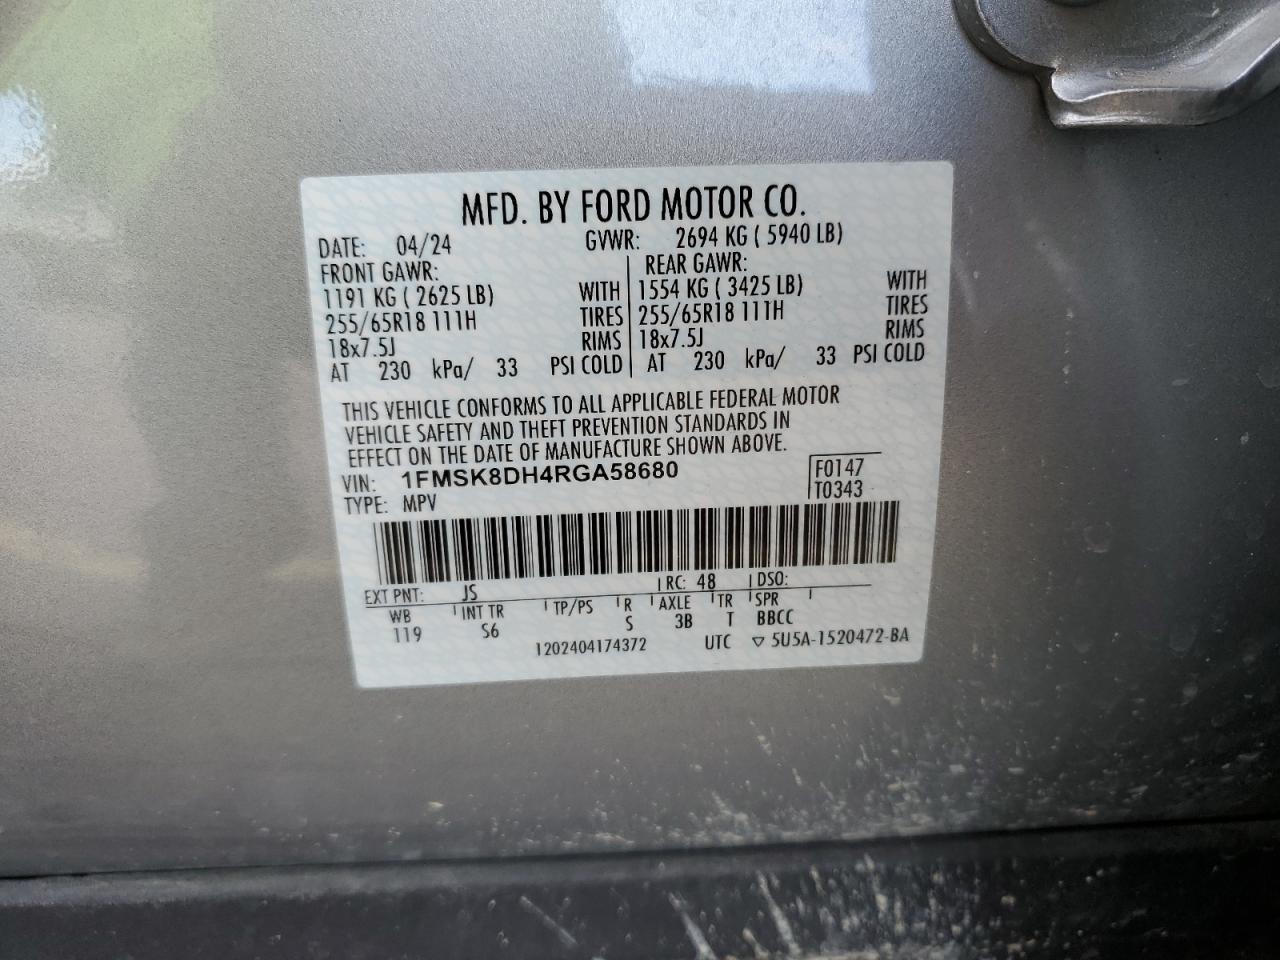 MFD. BY FORD MOTOR CO.
DATE: 04/24 GVWR: 2694 KG ( 5940 LB)
FRONT GAWR: REAR GAWR:
1191 KG ( 2625 LB) WITH 1554 KG ( 3425 LB) WITH
255/65R18 111H TIRES 255/65R18 111H TIRES
18x7.5J RIMS 18x7.5J RIMS
AT 230 kPa/ 33 PSI COLD AT 230 kPa/ 33 PSI COLD
THIS VEHICLE CONFORMS TO ALL APPLICABLE FEDERAL MOTOR
VEHICLE SAFETY AND THEFT PREVENTION STANDARDS IN
EFFECT ON THE DATE OF MANUFACTURE SHOWN ABOVE.
VIN: 1FMSK8DH4RGA58680 F0147
TYPE: MPV T0343
EXT PNT: JS RC: 48 DSO:
WB INT TR TP/PS R AXLE TR SPR
119 S6 S 3B T BBCC
1202404174372 UTC ▽ 5U5A-1520472-BA